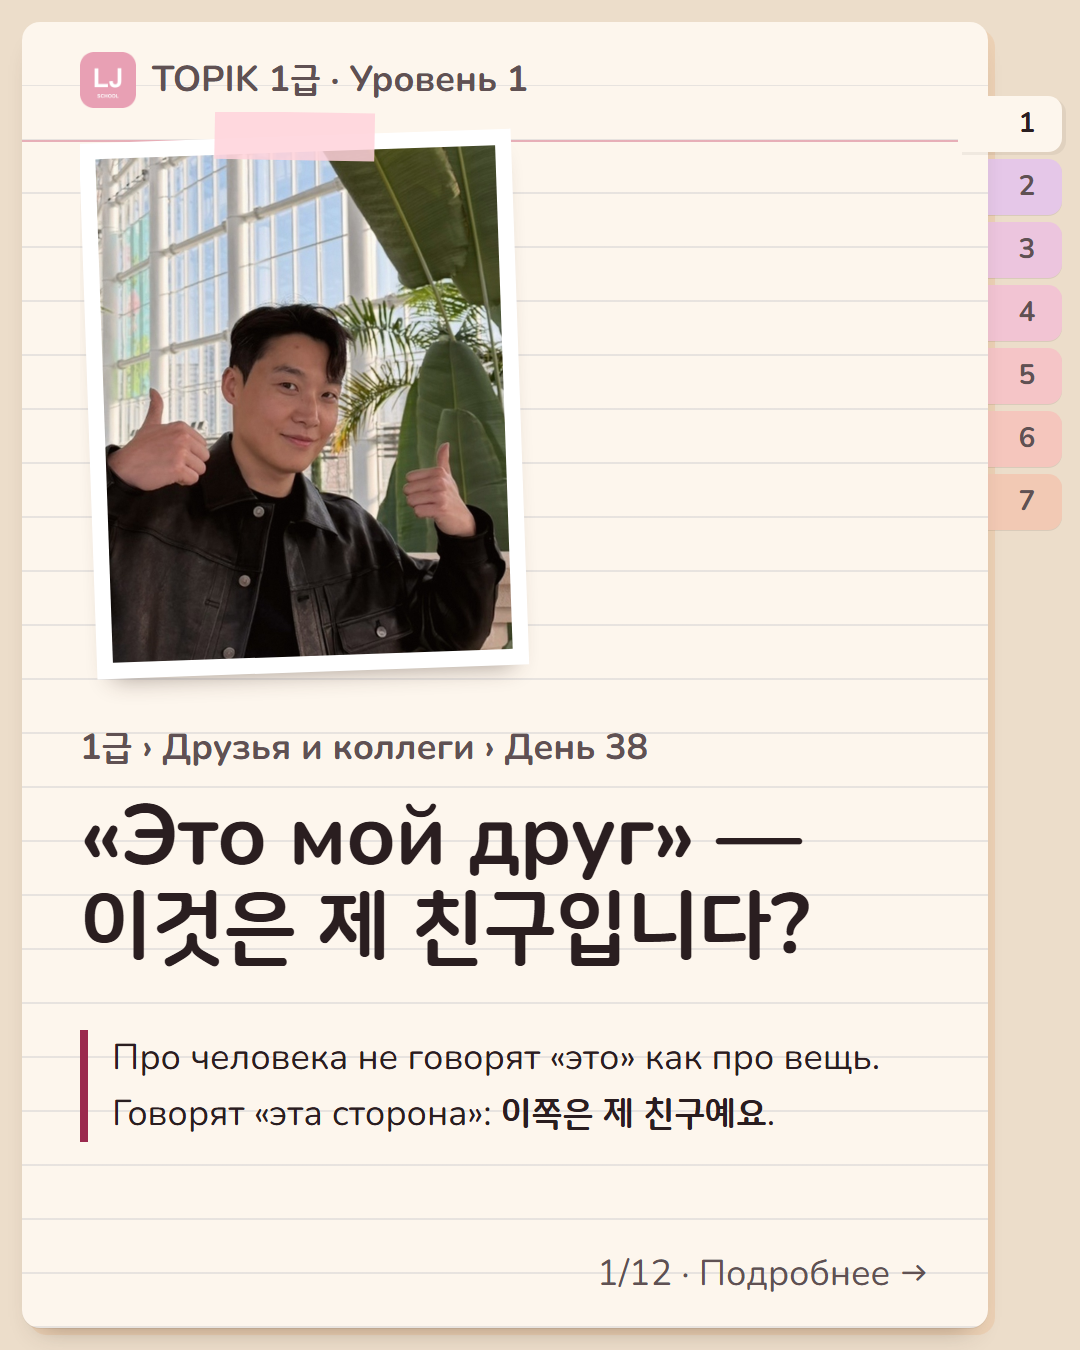 LJ
SCHOOL
TOPIK 1급 · Уровень 1
1
2
3
4
5
6
7
1급 › Друзья и коллеги › День 38
«Это мой друг» —
이것은 제 친구입니다?
Про человека не говорят «это» как про вещь.
Говорят «эта сторона»: 이쪽은 제 친구예요.
1/12 · Подробнее →